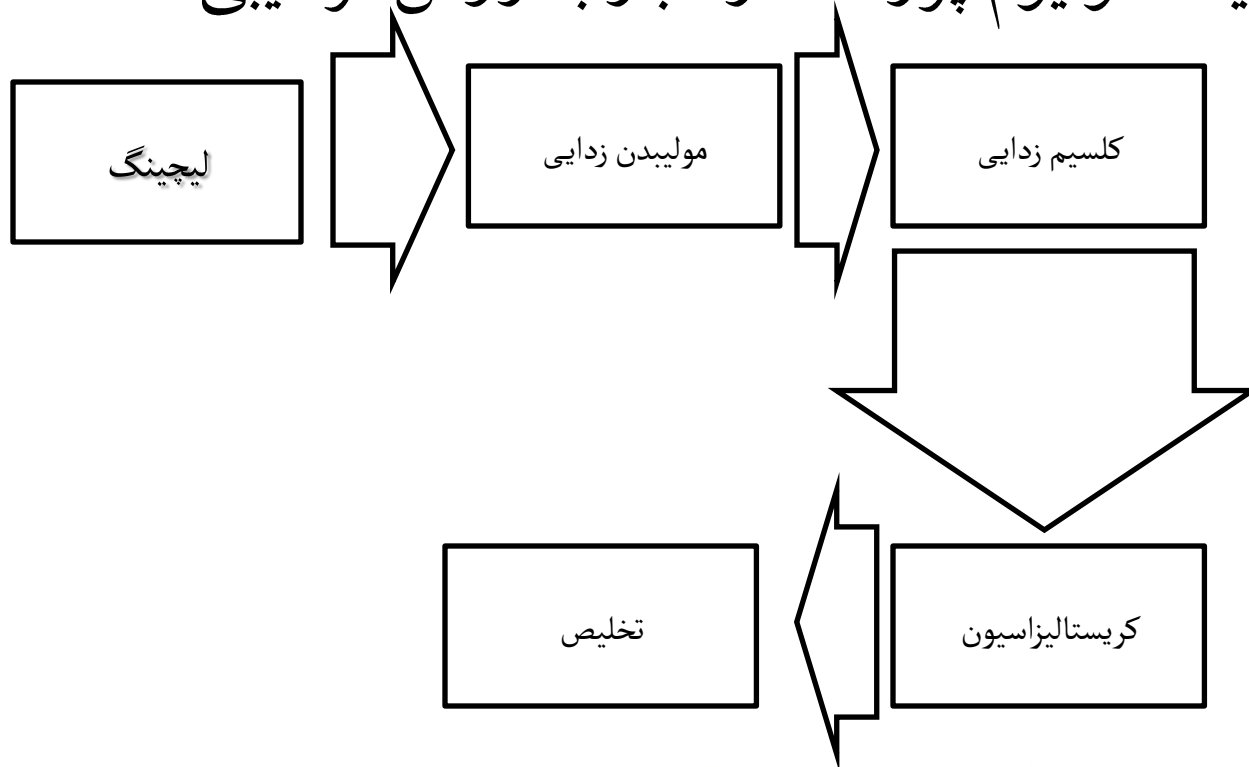 لیچینگ
مولیبدن زدایی
کلسیم زدایی
کریستالیزاسیون
تخلیص